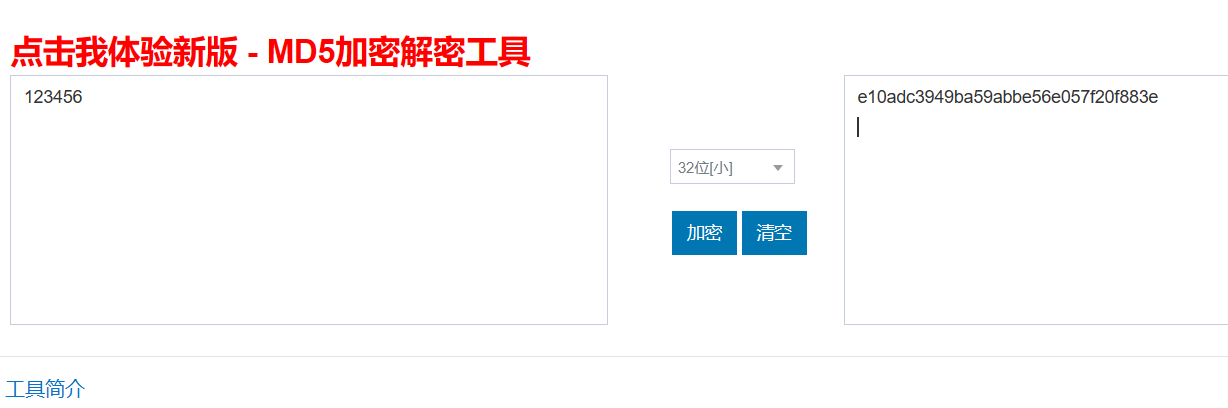 点击我体验新版 - MD5加密解密工具
123456
32位[小]
加密 清空
e10adc3949ba59abbe56e057f20f883e
工具简介